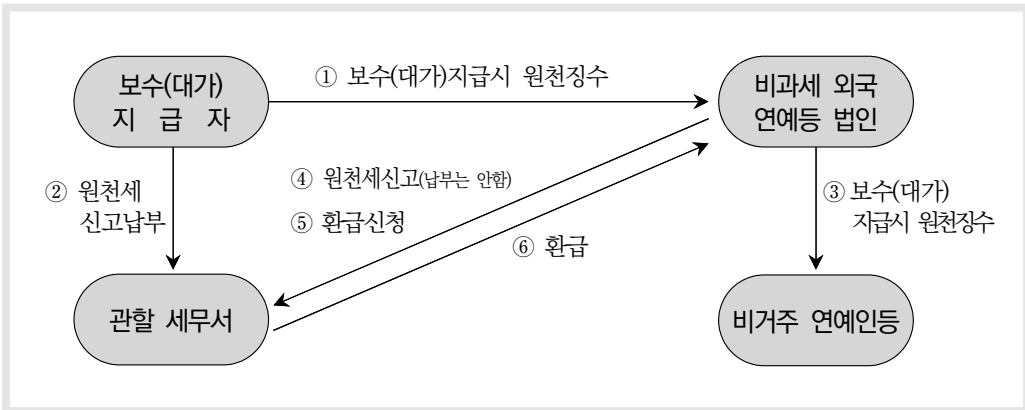 보수(대가)
지 급 자
① 보수(대가)지급시 원천징수
비과세 외국
연예등 법인
② 원천세
신고납부
④ 원천세신고(납부는 안함)
⑤ 환급신청
⑥ 환급
③ 보수(대가)
지급시 원천징수
관할 세무서
비거주 연예인등